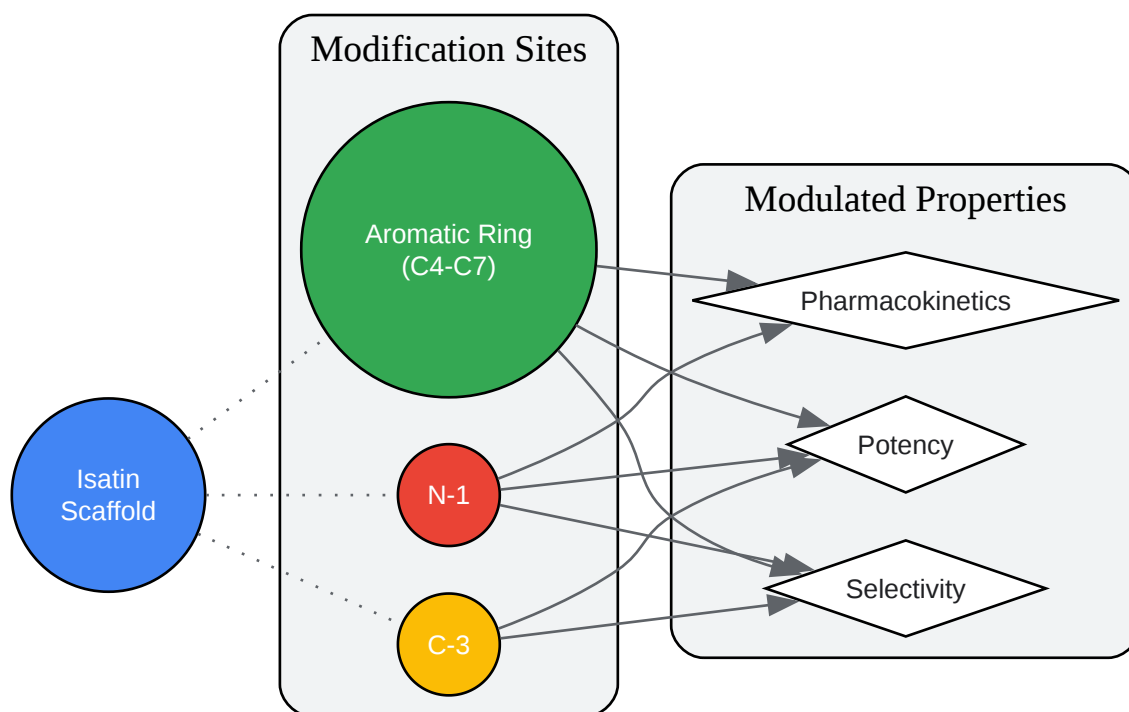 Modification Sites
Aromatic Ring
(C4-C7)
Modulated Properties
Pharmacokinetics
Isatin
Scaffold
N-1
Potency
C-3
Selectivity